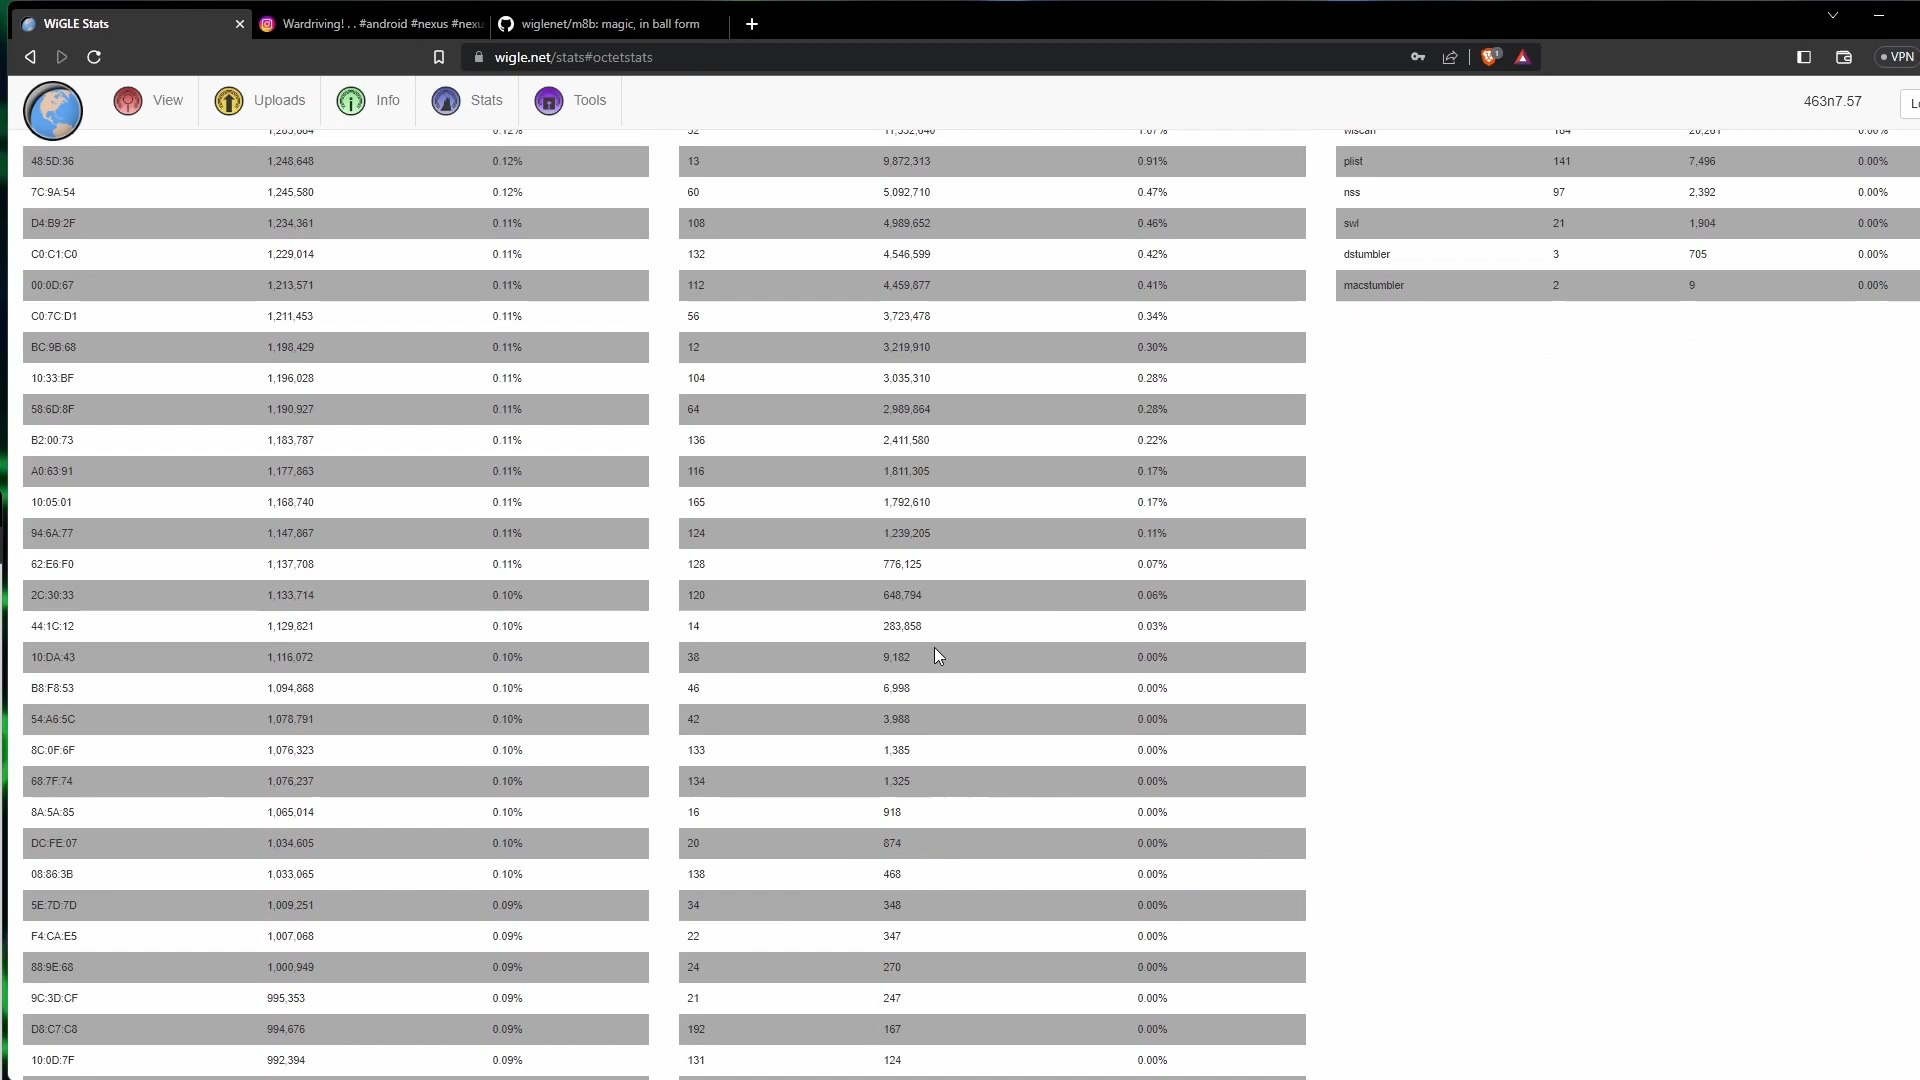 WiGLE Stats
Wardriving! . . #android #nexus #nexu
wiglenet/m8b: magic, in ball form
wigle.net/stats#octetstats
1
VPN
View
Uploads
Info
Stats
Tools
463n7.57
1,283,884 0.12% 52 11,552,640 1.07% wiscan 184 20,261 0.00%
48:5D:36 1,248,648 0.12% 13 9,872,313 0.91% plist 141 7,496 0.00%
7C:9A:54 1,245,580 0.12% 60 5,092,710 0.47% nss 97 2,392 0.00%
D4:B9:2F 1,234,361 0.11% 108 4,989,652 0.46% swl 21 1,904 0.00%
C0:C1:C0 1,229,014 0.11% 132 4,546,599 0.42% dstumbler 3 705 0.00%
00:0D:67 1,213,571 0.11% 112 4,459,877 0.41% macstumbler 2 9 0.00%
C0:7C:D1 1,211,453 0.11% 56 3,723,478 0.34%
BC:9B:68 1,198,429 0.11% 12 3,219,910 0.30%
10:33:BF 1,196,028 0.11% 104 3,035,310 0.28%
58:6D:8F 1,190,927 0.11% 64 2,989,864 0.28%
B2:00:73 1,183,787 0.11% 136 2,411,580 0.22%
A0:63:91 1,177,863 0.11% 116 1,811,305 0.17%
10:05:01 1,168,740 0.11% 165 1,792,610 0.17%
94:6A:77 1,147,867 0.11% 124 1,239,205 0.11%
62:E6:F0 1,137,708 0.11% 128 776,125 0.07%
2C:30:33 1,133,714 0.10% 120 648,794 0.06%
44:1C:12 1,129,821 0.10% 14 283,858 0.03%
10:DA:43 1,116,072 0.10% 38 9,182 0.00%
B8:F8:53 1,094,868 0.10% 46 6,998 0.00%
54:A6:5C 1,078,791 0.10% 42 3,988 0.00%
8C:0F:6F 1,076,323 0.10% 133 1,385 0.00%
68:7F:74 1,076,237 0.10% 134 1,325 0.00%
8A:5A:85 1,065,014 0.10% 16 918 0.00%
DC:FE:07 1,034,605 0.10% 20 874 0.00%
08:86:3B 1,033,065 0.10% 138 468 0.00%
5E:7D:7D 1,009,251 0.09% 34 348 0.00%
F4:CA:E5 1,007,068 0.09% 22 347 0.00%
88:9E:68 1,000,949 0.09% 24 270 0.00%
9C:3D:CF 995,353 0.09% 21 247 0.00%
D8:C7:C8 994,676 0.09% 192 167 0.00%
10:0D:7F 992,394 0.09% 131 124 0.00%